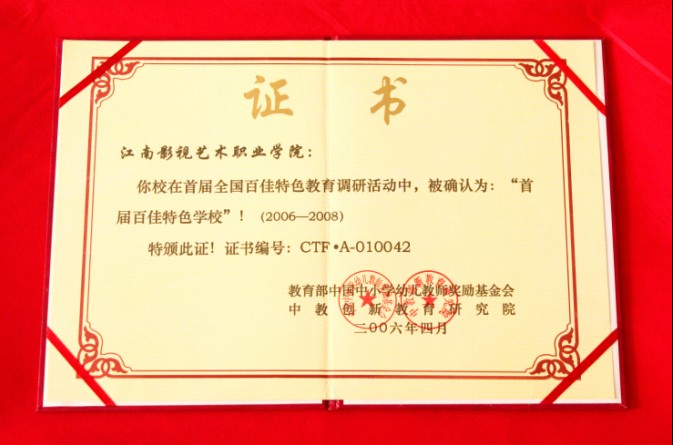 证 书
江南影视艺术职业学院：
你校在首届全国百佳特色教育调研活动中，被确认为：“首
届百佳特色学校”！（2006—2008）
特颁此证！证书编号：CTF•A-010042
教育部中国中小学幼儿教师奖励基金会
中教创新教育研究院
二00六年四月